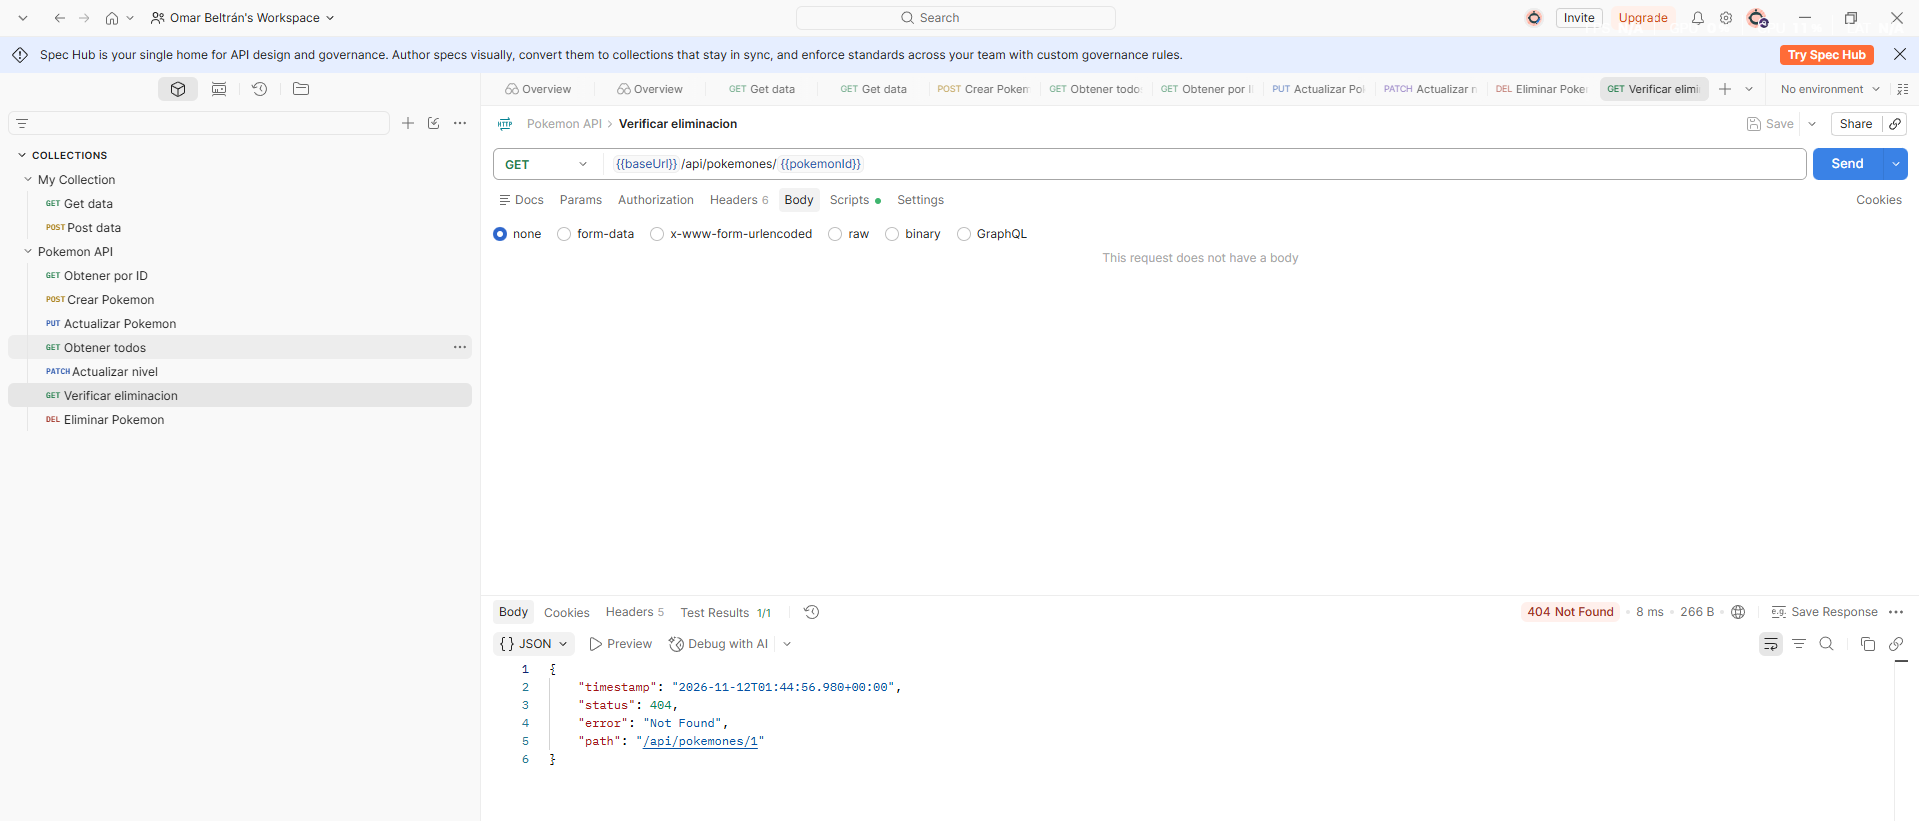 Omar Beltrán's Workspace
Search
Invite
Upgrade
Spec Hub is your single home for API design and governance. Author specs visually, convert them to collections that stay in sync, and enforce standards across your team with custom governance rules.
Try Spec Hub
Overview
Overview
GET Get data
GET Get data
POST Crear Pokem
GET Obtener todo
GET Obtener por I
PUT Actualizar Po
PATCH Actualizar n
DEL Eliminar Poke
GET Verificar elimi
No environment
COLLECTIONS
My Collection
GET Get data
POST Post data
Pokemon API
GET Obtener por ID
POST Crear Pokemon
PUT Actualizar Pokemon
GET Obtener todos
PATCH Actualizar nivel
GET Verificar eliminacion
DEL Eliminar Pokemon
HTTP Pokemon API > Verificar eliminacion
Save
Share
GET
{{baseUrl}} /api/pokemones/ {{pokemonId}}
Send
Docs Params Authorization Headers 6 Body Scripts Settings
Cookies
none form-data x-www-form-urlencoded raw binary GraphQL
This request does not have a body
Body Cookies Headers 5 Test Results 1/1
404 Not Found • 8 ms • 266 B
e.g. Save Response
{} JSON Preview Debug with AI
1 {
2 "timestamp": "2026-11-12T01:44:56.980+00:00",
3 "status": 404,
4 "error": "Not Found",
5 "path": "/api/pokemones/1"
6 }